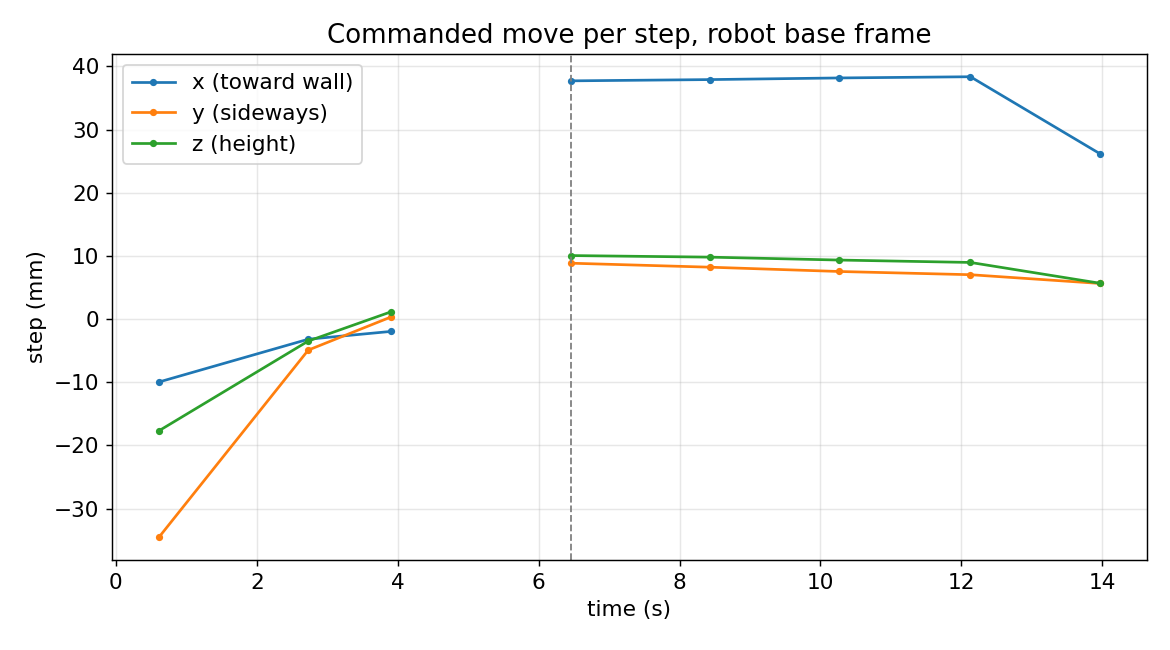 Commanded move per step, robot base frame
x (toward wall)
y (sideways)
z (height)
40
30
20
10
0
−10
−20
−30
step (mm)
0 2 4 6 8 10 12 14
time (s)